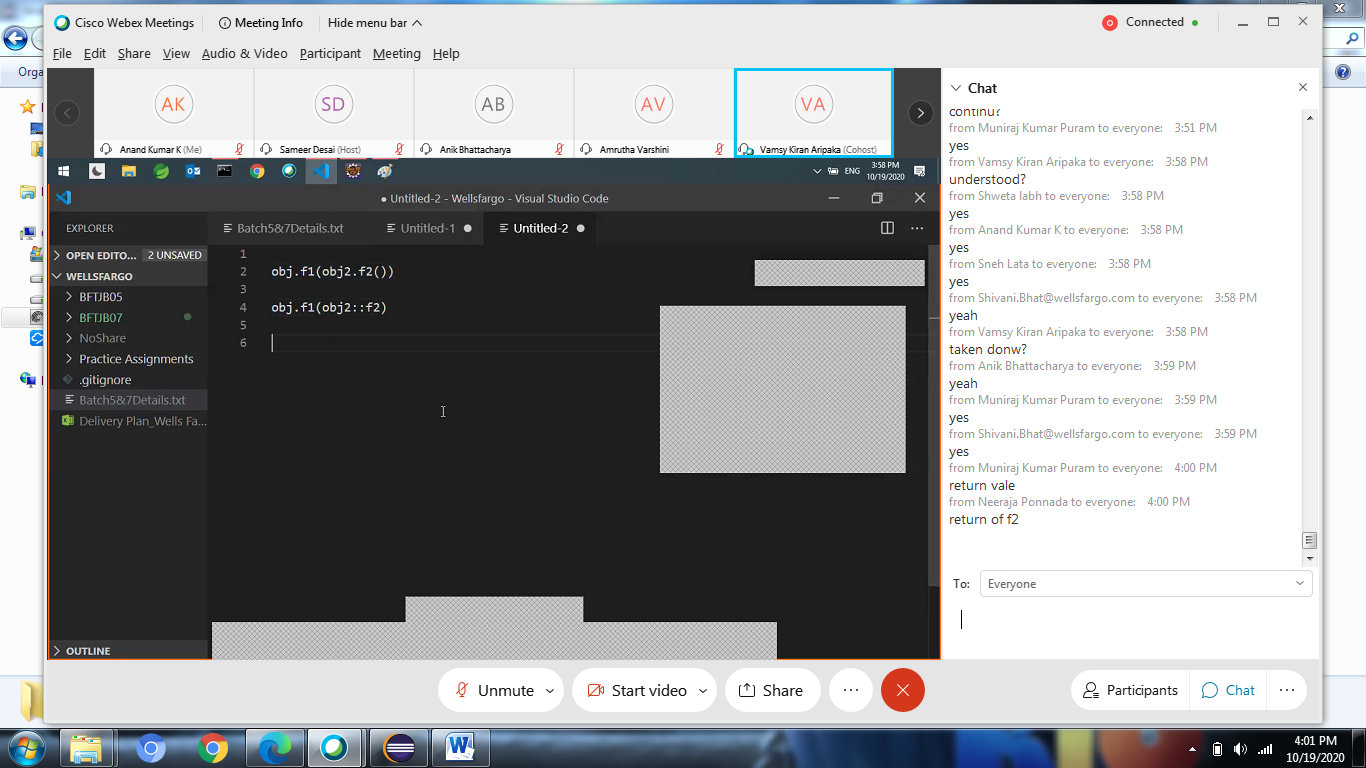 Cisco Webex Meetings
Meeting Info
Hide menu bar
Connected
File Edit Share View Audio & Video Participant Meeting Help
Orga
AK
SD
AB
AV
VA
Anand Kumar K (Me)
Sameer Desai (Host)
Anik Bhattacharya
Amrutha Varshini
Vamsy Kiran Aripaka (Cohost)
ENG
3:58 PM
10/19/2020
● Untitled-2 - Wellsfargo - Visual Studio Code
EXPLORER
Batch5&7Details.txt
Untitled-1
Untitled-2
OPEN EDITO...
2 UNSAVED
WELLSFARGO
BFTJB05
BFTJB07
NoShare
Practice Assignments
.gitignore
Batch5&7Details.txt
Delivery Plan_Wells Fa...
OUTLINE
1
2 obj.f1(obj2.f2())
3
4 obj.f1(obj2::f2)
5
6
Chat
continu?
from Muniraj Kumar Puram to everyone: 3:51 PM
yes
from Vamsy Kiran Aripaka to everyone: 3:58 PM
understood?
from Shweta labh to everyone: 3:58 PM
yes
from Anand Kumar K to everyone: 3:58 PM
yes
from Sneh Lata to everyone: 3:58 PM
yes
from Shivani.Bhat@wellsfargo.com to everyone: 3:58 PM
yeah
from Vamsy Kiran Aripaka to everyone: 3:58 PM
taken donw?
from Anik Bhattacharya to everyone: 3:59 PM
yeah
from Muniraj Kumar Puram to everyone: 3:59 PM
yes
from Shivani.Bhat@wellsfargo.com to everyone: 3:59 PM
yes
from Muniraj Kumar Puram to everyone: 4:00 PM
return vale
from Neeraja Ponnada to everyone: 4:00 PM
return of f2
To: Everyone
Unmute
Start video
Share
Participants
Chat
4:01 PM
10/19/2020